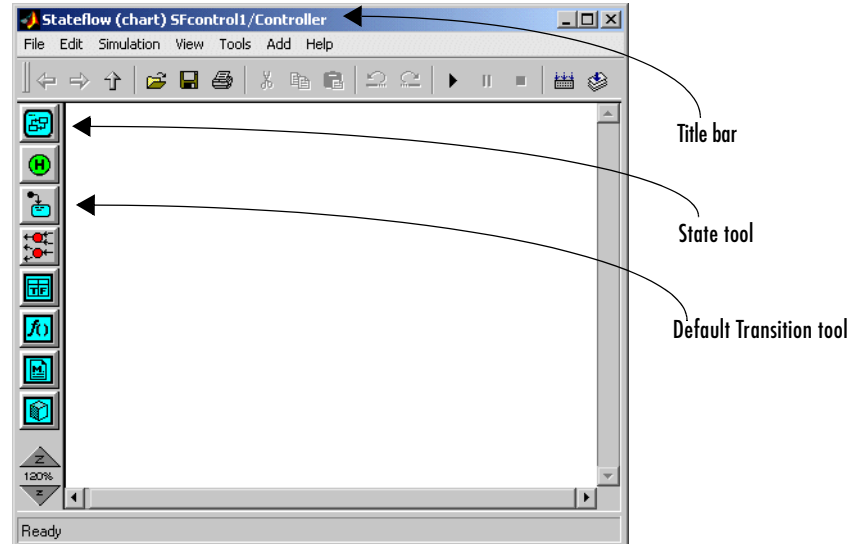 Stateflow (chart) SFcontrol1/Controller
File Edit Simulation View Tools Add Help
Title bar
H
State tool
TF
Default Transition tool
f()
M
Z
120%
Z
Ready